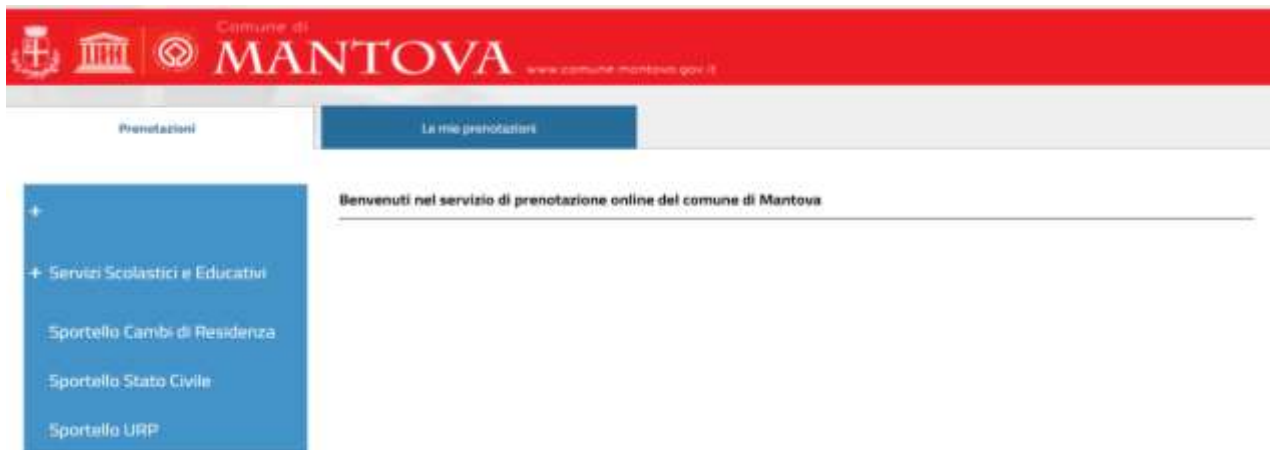 Comune di
MANTOVA www.comune.mantova.gov.it
Prenotazioni
Le mie prenotazioni
Benvenuti nel servizio di prenotazione online del comune di Mantova
+
+ Servizi Scolastici e Educativi
Sportello Cambi di Residenza
Sportello Stato Civile
Sportello URP